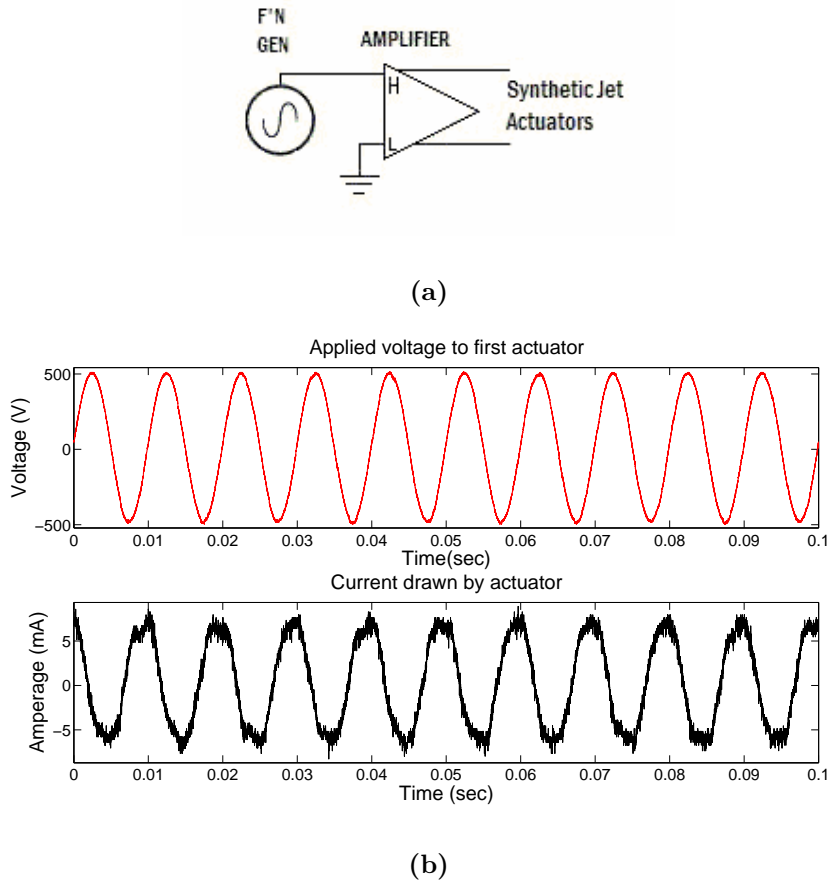 F'N
GEN
AMPLIFIER
H
L
Synthetic Jet
Actuators
(a)
Applied voltage to first actuator
500
0
−500
Voltage (V)
0 0.01 0.02 0.03 0.04 0.05 0.06 0.07 0.08 0.09 0.1
Time(sec)
Current drawn by actuator
5
0
−5
Amperage (mA)
0 0.01 0.02 0.03 0.04 0.05 0.06 0.07 0.08 0.09 0.1
Time (sec)
(b)